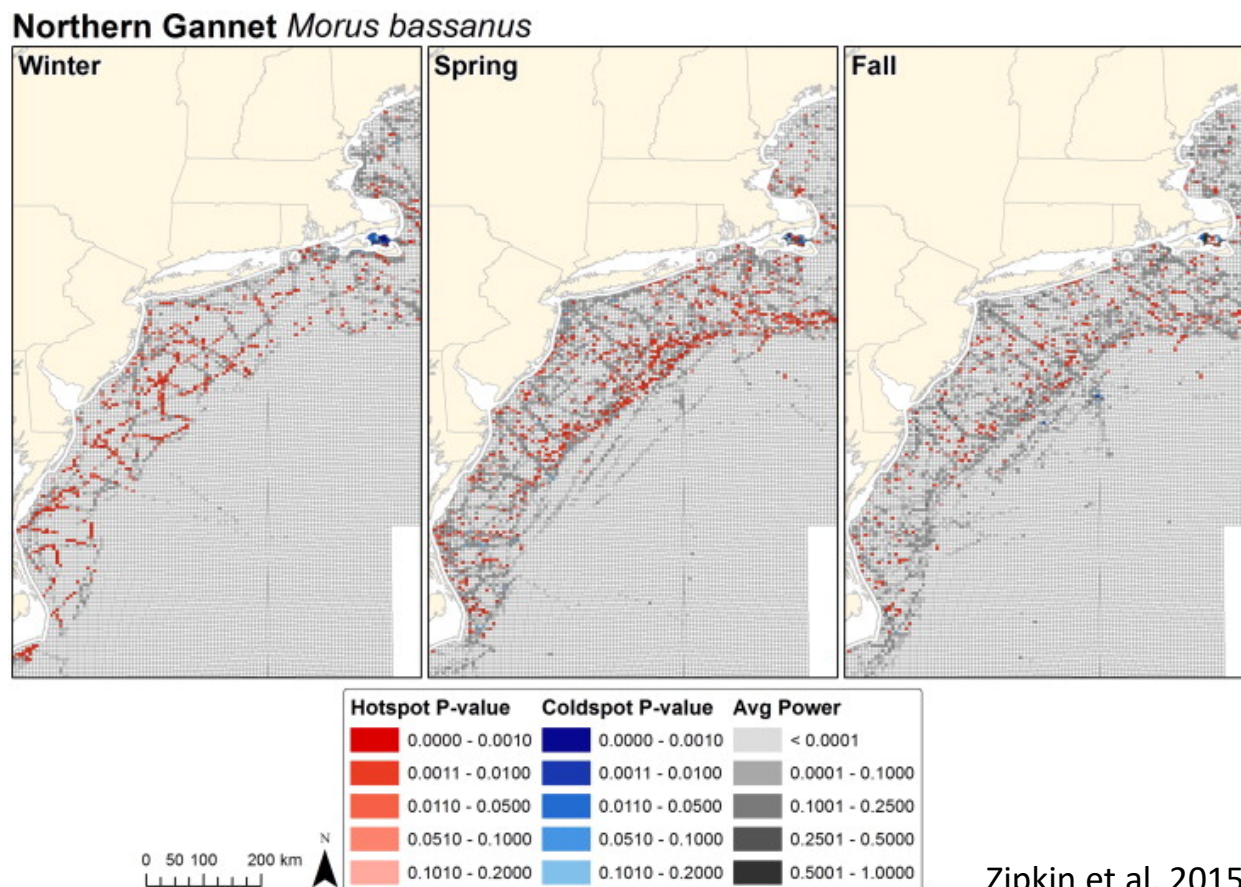 Northern Gannet Morus bassanus
Winter
Spring
Fall
Hotspot P-value Coldspot P-value Avg Power
0.0000 - 0.0010 0.0000 - 0.0010 < 0.0001
0.0011 - 0.0100 0.0011 - 0.0100 0.0001 - 0.1000
0.0110 - 0.0500 0.0110 - 0.0500 0.1001 - 0.2500
0.0510 - 0.1000 0.0510 - 0.1000 0.2501 - 0.5000
0.1010 - 0.2000 0.1010 - 0.2000 0.5001 - 1.0000
N
0 50 100 200 km
Zipkin et al. 2015